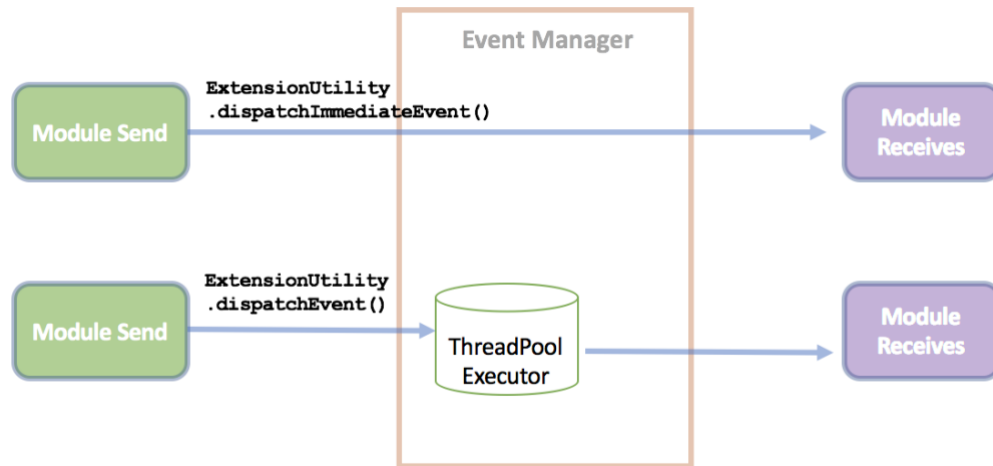 Event Manager
ExtensionUtility
.dispatchImmediateEvent()
Module Send
Module
Receives
ExtensionUtility
.dispatchEvent()
Module Send
ThreadPool
Executor
Module
Receives